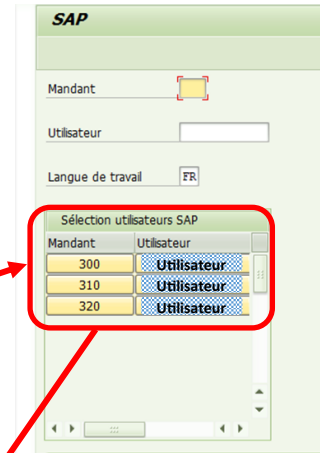 SAP
Mandant
Utilisateur
Langue de travail FR
Sélection utilisateurs SAP
Mandant Utilisateur
300 Utilisateur
310 Utilisateur
320 Utilisateur